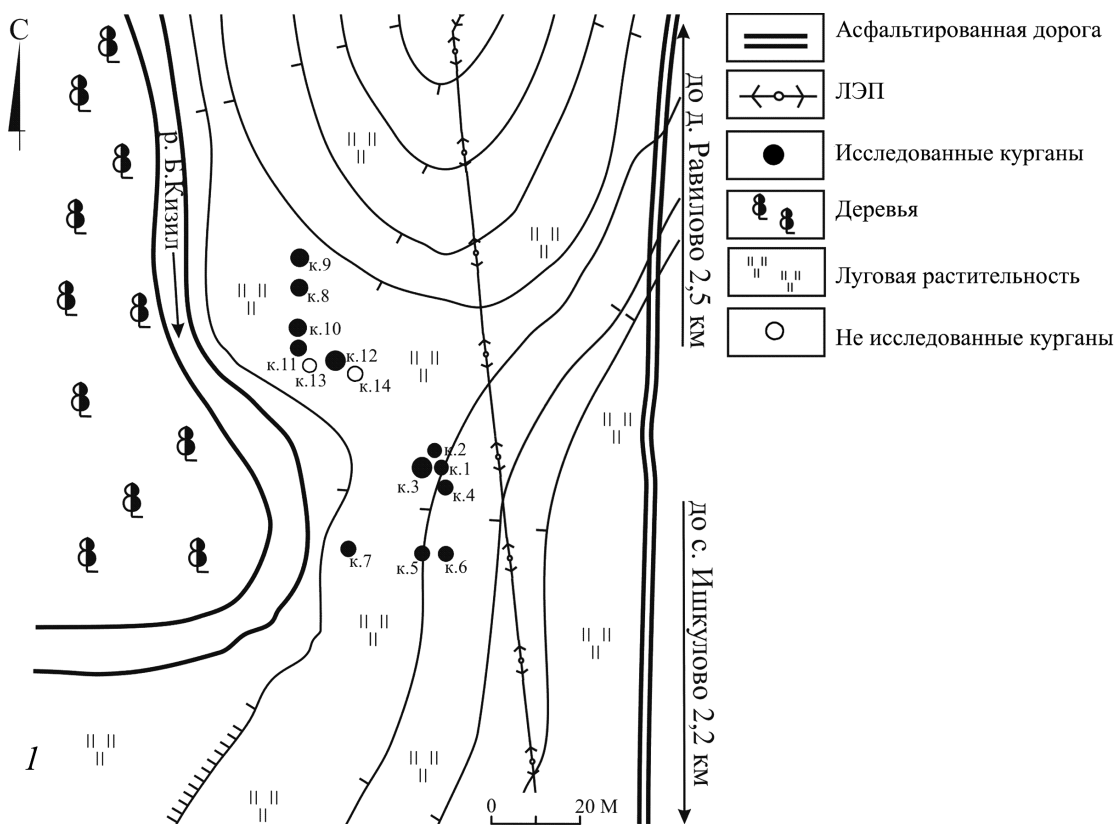 С
р. Б.Кизил
к.9
к.8
к.10
к.12
к.11
к.13
к.14
к.2
к.1
к.3
к.4
к.7
к.5
к.6
до д. Равилово 2,5 км
до с. Ишкулово 2,2 км
1
0 20 М
Асфальтированная дорога
ЛЭП
Исследованные курганы
Деревья
Луговая растительность
Не исследованные курганы